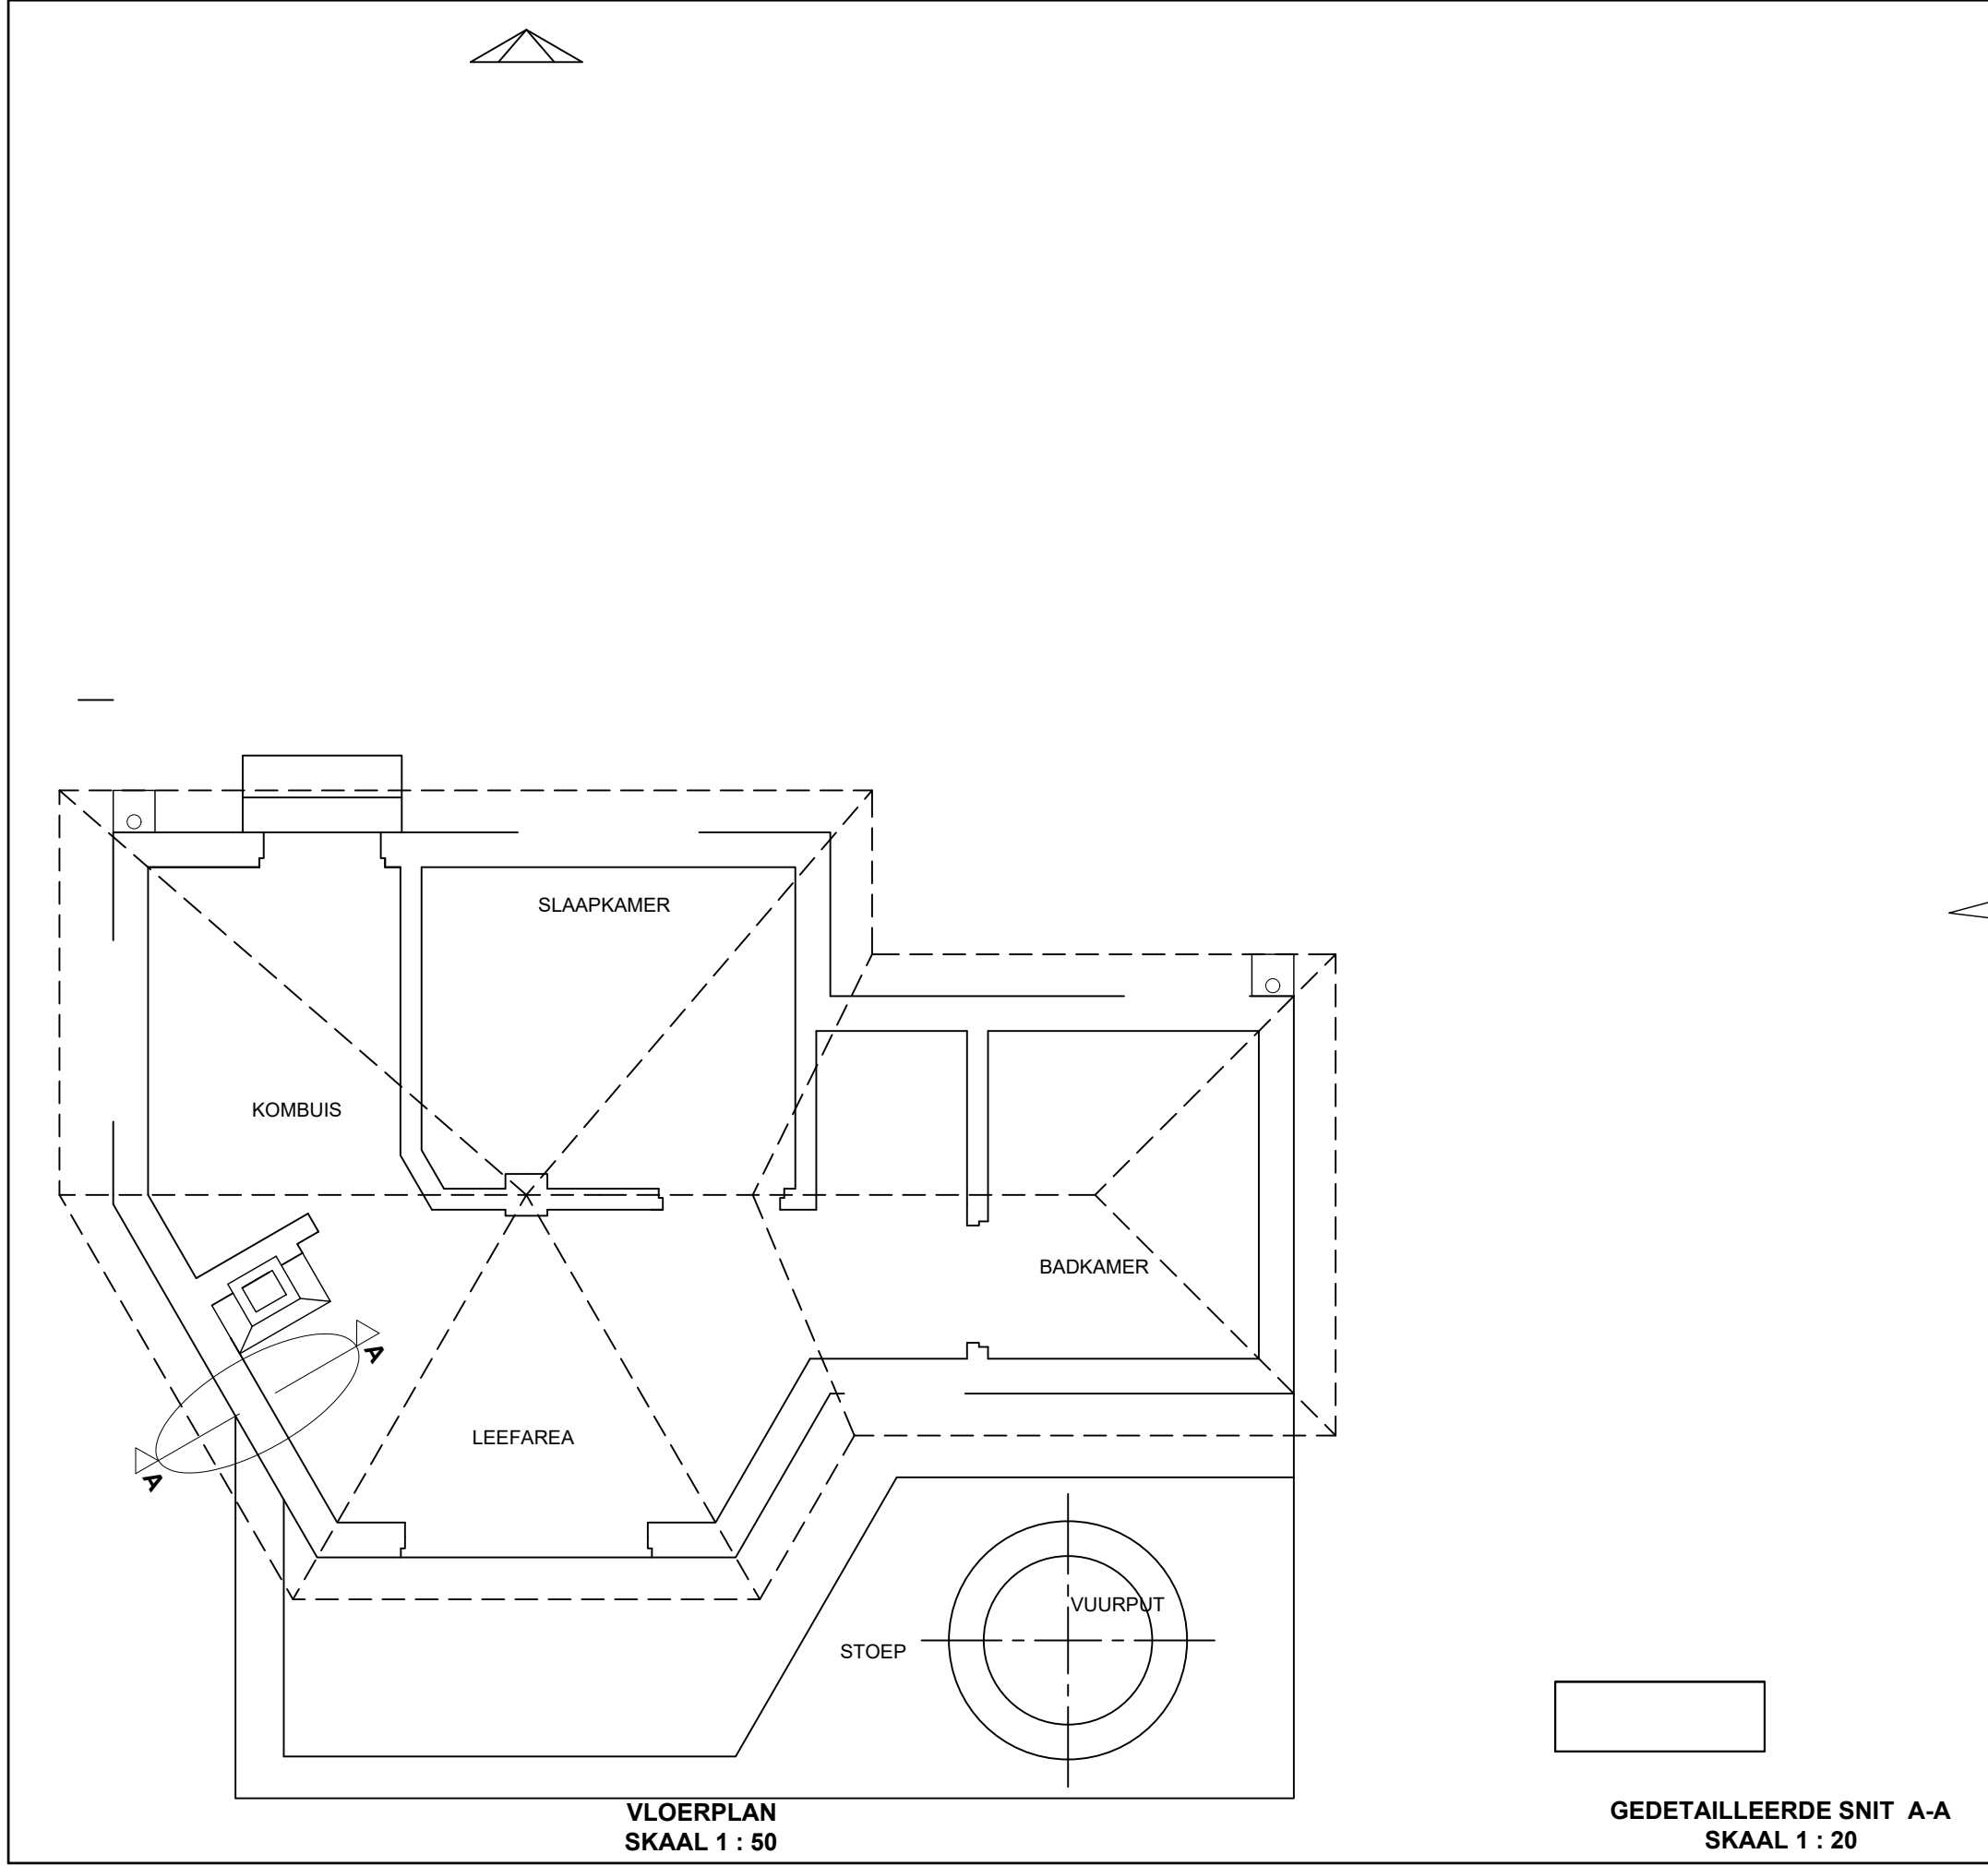 SLAAPKAMER
KOMBUIS
BADKAMER
A
LEEFAREA
A
VUURPUT
STOEP
VLOERPLAN
SKAAL 1 : 50
GEDETAILLEERDE SNIT A-A
SKAAL 1 : 20